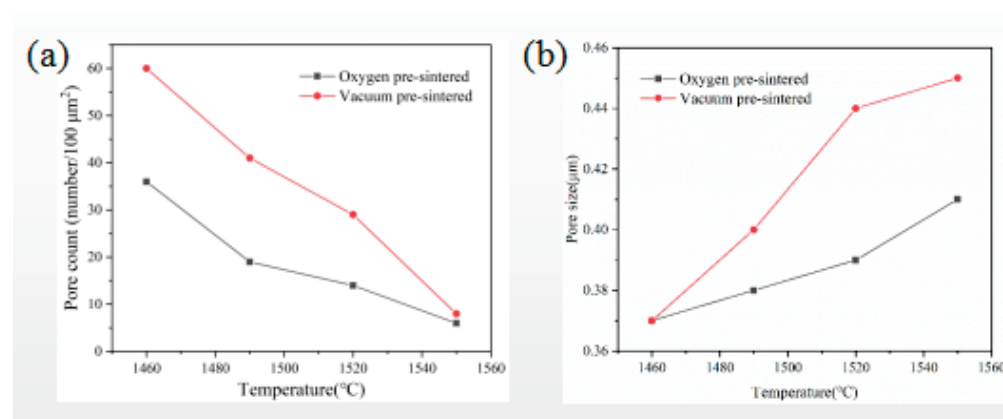 (a)
Oxygen pre-sintered
Vacuum pre-sintered
Pore count (number/100 μm²)
60
50
40
30
20
10
0
1460
1480
1500
1520
1540
1560
Temperature(°C)
(b)
Oxygen pre-sintered
Vacuum pre-sintered
Pore size(μm)
0.46
0.44
0.42
0.40
0.38
0.36
1460
1480
1500
1520
1540
1560
Temperature(°C)